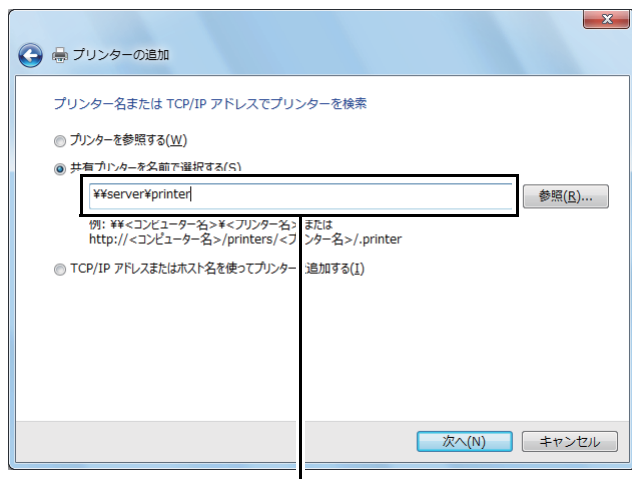 プリンターの追加
プリンター名または TCP/IP アドレスでプリンターを検索
プリンターを参照する(W)
共有プリンターを名前で選択する(S)
¥¥server¥printer
参照(R)...
例: ¥¥<コンピューター名>¥<プリンター名> または
http://<コンピューター名>/printers/<プリンター名>/.printer
TCP/IP アドレスまたはホスト名を使ってプリンターを追加する(I)
次へ(N)
キャンセル